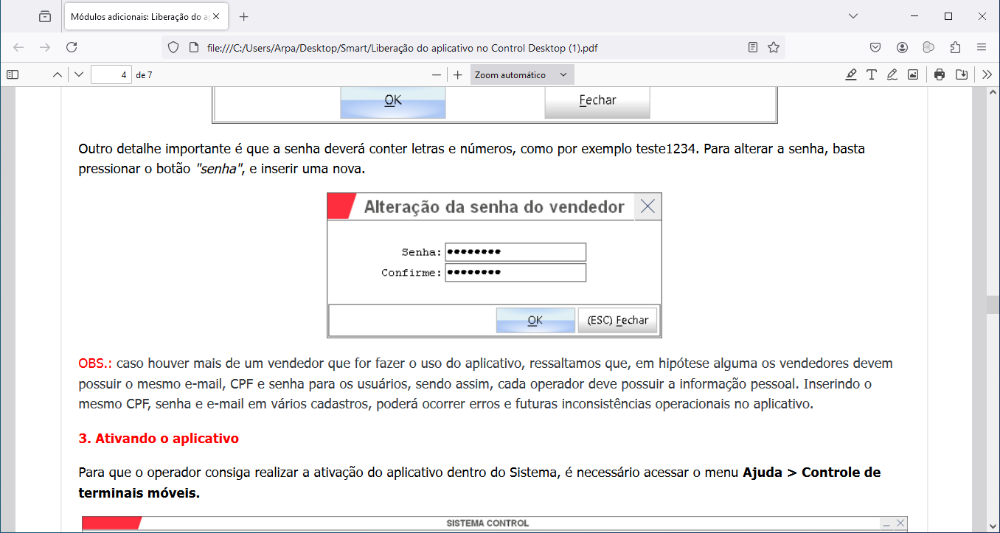 Módulos adicionais: Liberação do a
file:///C:/Users/Arpa/Desktop/Smart/Liberação do aplicativo no Control Desktop (1).pdf
4 de 7
Zoom automático
OK Fechar
Outro detalhe importante é que a senha deverá conter letras e números, como por exemplo teste1234. Para alterar a senha, basta
pressionar o botão "senha", e inserir uma nova.
Alteração da senha do vendedor
Senha: ••••••••
Confirme: ••••••••
OK (ESC) Fechar
OBS.: caso houver mais de um vendedor que for fazer o uso do aplicativo, ressaltamos que, em hipótese alguma os vendedores devem
possuir o mesmo e-mail, CPF e senha para os usuários, sendo assim, cada operador deve possuir a informação pessoal. Inserindo o
mesmo CPF, senha e e-mail em vários cadastros, poderá ocorrer erros e futuras inconsistências operacionais no aplicativo.
3. Ativando o aplicativo
Para que o operador consiga realizar a ativação do aplicativo dentro do Sistema, é necessário acessar o menu Ajuda > Controle de
terminais móveis.
SISTEMA CONTROL